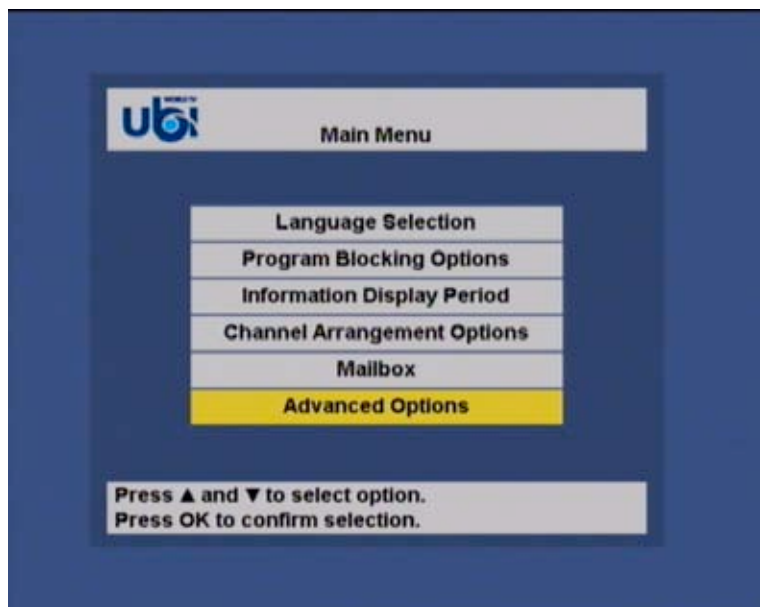 ubi
Main Menu
Language Selection
Program Blocking Options
Information Display Period
Channel Arrangement Options
Mailbox
Advanced Options
Press ▲ and ▼ to select option.
Press OK to confirm selection.